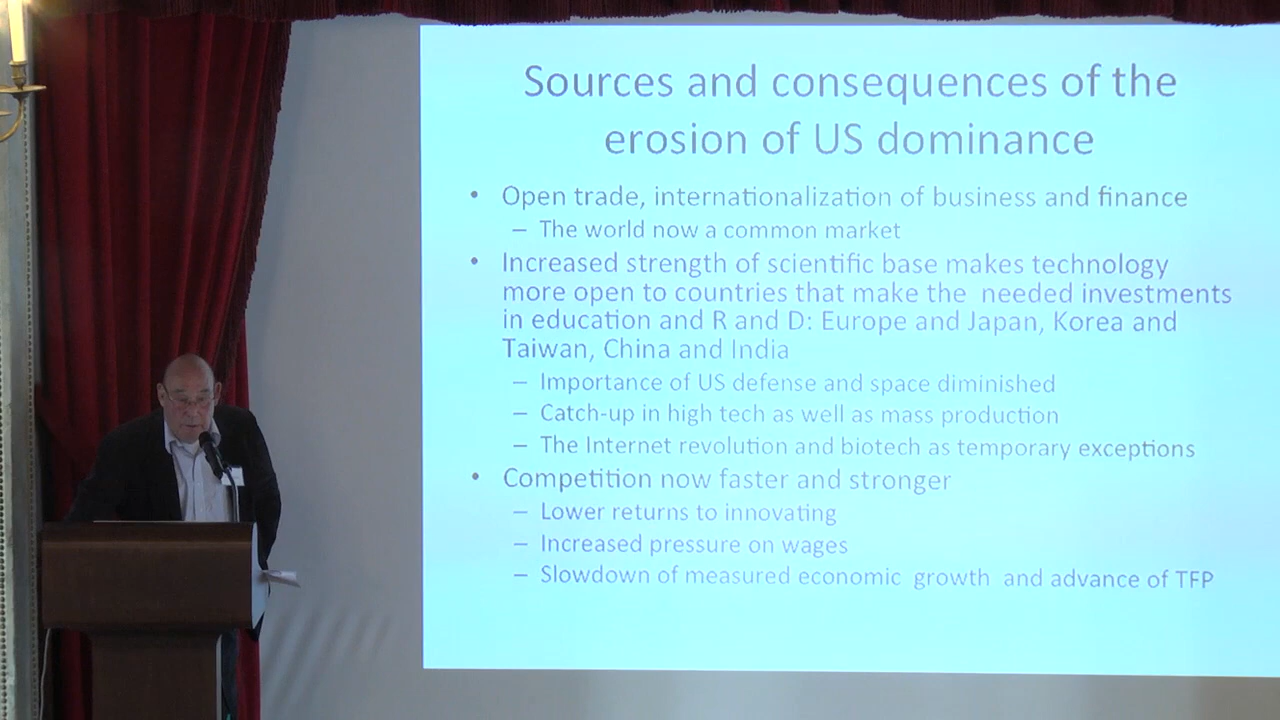 Sources and consequences of the
erosion of US dominance
• Open trade, internationalization of business and finance
– The world now a common market
• Increased strength of scientific base makes technology
more open to countries that make the needed investments
in education and R and D: Europe and Japan, Korea and
Taiwan, China and India
– Importance of US defense and space diminished
– Catch-up in high tech as well as mass production
– The Internet revolution and biotech as temporary exceptions
• Competition now faster and stronger
– Lower returns to innovating
– Increased pressure on wages
– Slowdown of measured economic growth and advance of TFP